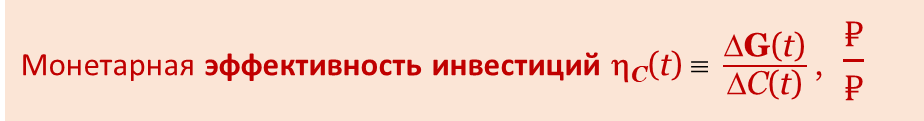 Монетарная эффективность инвестиций η_C(t) ≡ ΔG(t)/ΔC(t) , ₽/₽